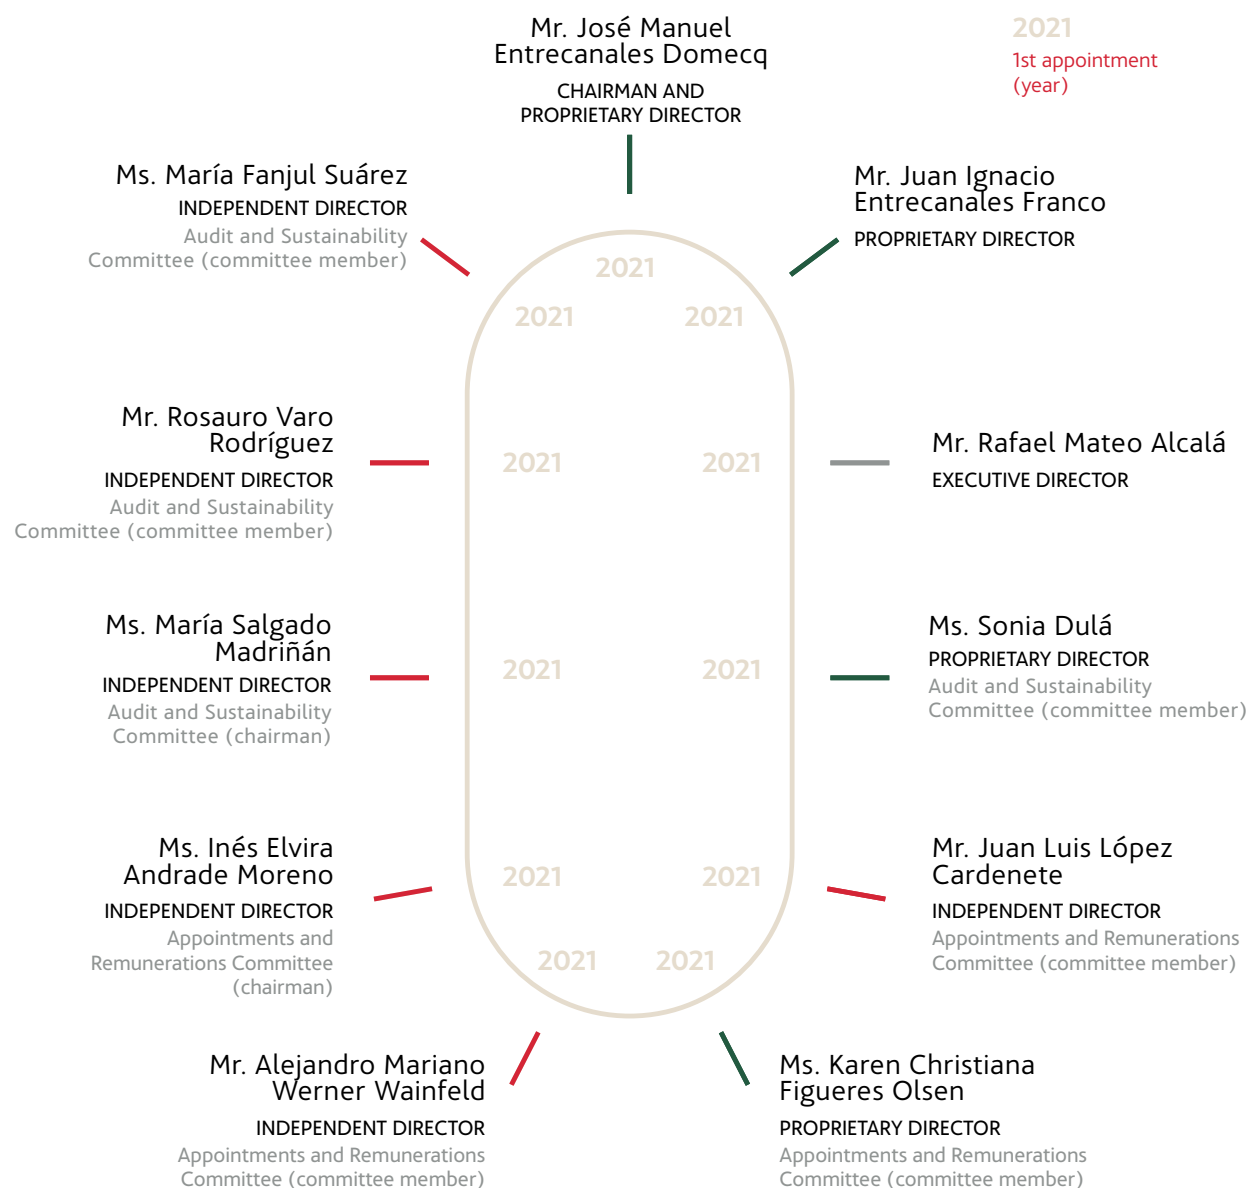 Mr. José Manuel
Entrecanales Domecq
CHAIRMAN AND
PROPRIETARY DIRECTOR
2021
1st appointment
(year)
Ms. María Fanjul Suárez
INDEPENDENT DIRECTOR
Audit and Sustainability
Committee (committee member)
Mr. Juan Ignacio
Entrecanales Franco
PROPRIETARY DIRECTOR
2021
2021
2021
Mr. Rosauro Varo
Rodríguez
INDEPENDENT DIRECTOR
Audit and Sustainability
Committee (committee member)
2021
2021
Mr. Rafael Mateo Alcalá
EXECUTIVE DIRECTOR
Ms. María Salgado
Madriñán
INDEPENDENT DIRECTOR
Audit and Sustainability
Committee (chairman)
2021
2021
Ms. Sonia Dulá
PROPRIETARY DIRECTOR
Audit and Sustainability
Committee (committee member)
Ms. Inés Elvira
Andrade Moreno
INDEPENDENT DIRECTOR
Appointments and
Remunerations Committee
(chairman)
2021
2021
Mr. Juan Luis López
Cardenete
INDEPENDENT DIRECTOR
Appointments and Remunerations
Committee (committee member)
2021
2021
Mr. Alejandro Mariano
Werner Wainfeld
INDEPENDENT DIRECTOR
Appointments and Remunerations
Committee (committee member)
Ms. Karen Christiana
Figueres Olsen
PROPRIETARY DIRECTOR
Appointments and Remunerations
Committee (committee member)